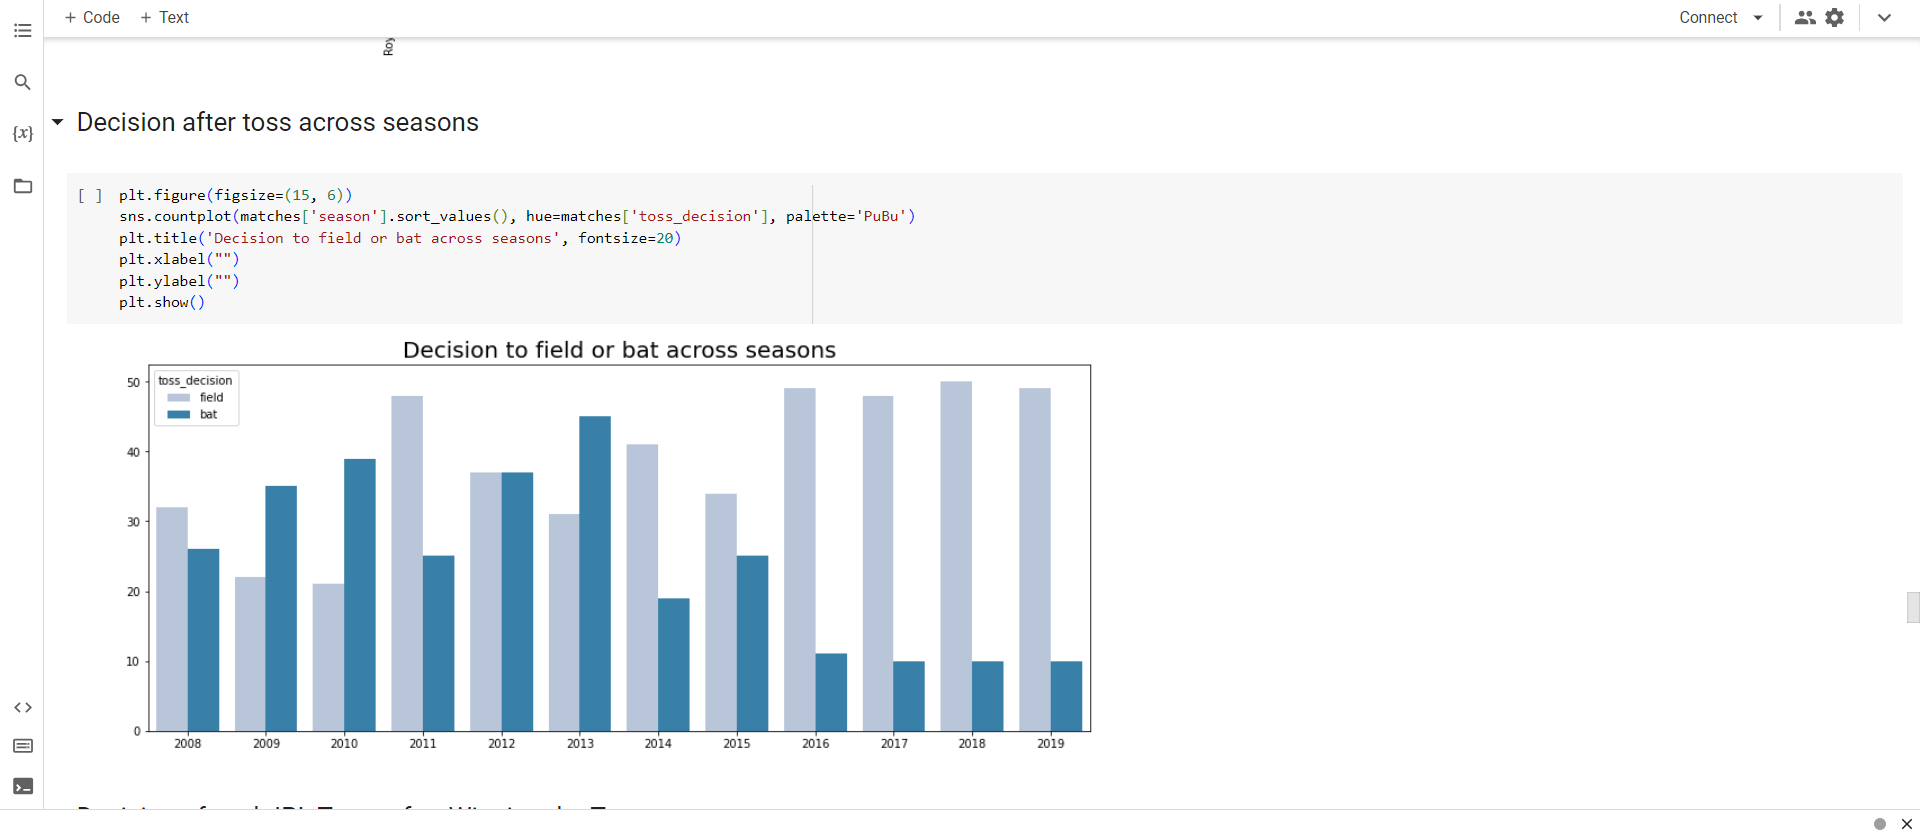 + Code + Text Connect
Roy
Decision after toss across seasons
{x}
[ ] plt.figure(figsize=(15, 6))
sns.countplot(matches['season'].sort_values(), hue=matches['toss_decision'], palette='PuBu')
plt.title('Decision to field or bat across seasons', fontsize=20)
plt.xlabel("")
plt.ylabel("")
plt.show()
Decision to field or bat across seasons
toss_decision
field
bat
50
40
30
20
10
0
2008 2009 2010 2011 2012 2013 2014 2015 2016 2017 2018 2019